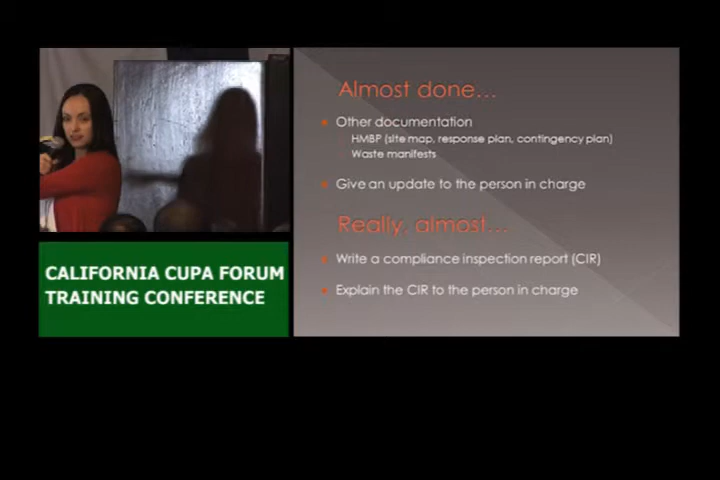 Almost done...
Other documentation
HMBP (site map, response plan, contingency plan)
Waste manifests
Give an update to the person in charge
Really, almost...
Write a compliance inspection report (CIR)
Explain the CIR to the person in charge
CALIFORNIA CUPA FORUM
TRAINING CONFERENCE